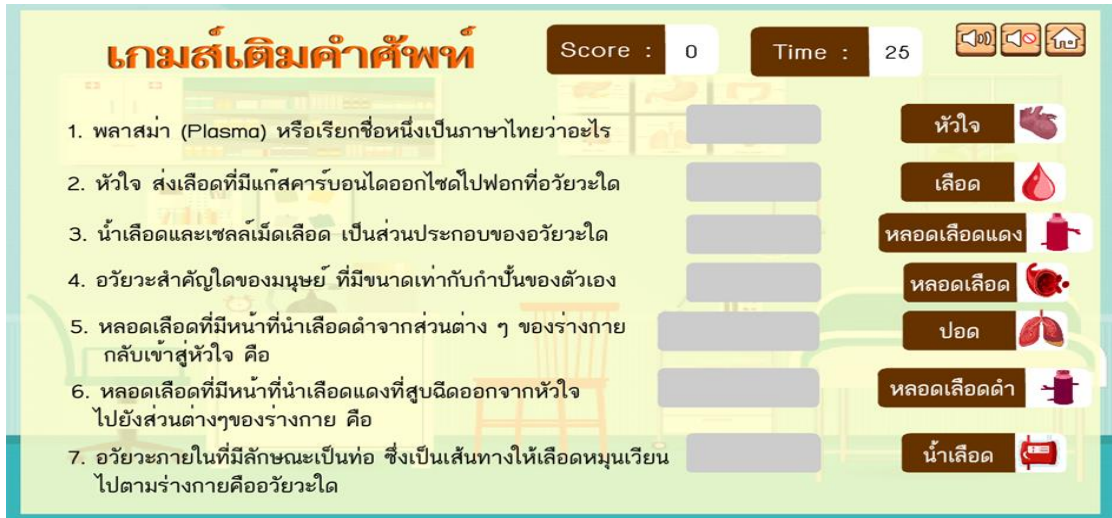 เกมส์เติมคำศัพท์
Score : 0
Time : 25
1. พลาสม่า (Plasma) หรือเรียกชื่อหนึ่งเป็นภาษาไทยว่าอะไร
หัวใจ
2. หัวใจ ส่งเลือดที่มีแก๊สคาร์บอนไดออกไซด์ไปฟอกที่อวัยวะใด
เลือด
3. น้ำเลือดและเซลล์เม็ดเลือด เป็นส่วนประกอบของอวัยวะใด
หลอดเลือดแดง
4. อวัยวะสำคัญใดของมนุษย์ ที่มีขนาดเท่ากับกำปั้นของตัวเอง
หลอดเลือด
5. หลอดเลือดที่มีหน้าที่นำเลือดดำจากส่วนต่าง ๆ ของร่างกาย
กลับเข้าสู่หัวใจ คือ
ปอด
6. หลอดเลือดที่มีหน้าที่นำเลือดแดงที่สูบฉีดออกจากหัวใจ
ไปยังส่วนต่างๆของร่างกาย คือ
หลอดเลือดดำ
7. อวัยวะภายในที่มีลักษณะเป็นท่อ ซึ่งเป็นเส้นทางให้เลือดหมุนเวียน
ไปตามร่างกายคืออวัยวะใด
น้ำเลือด